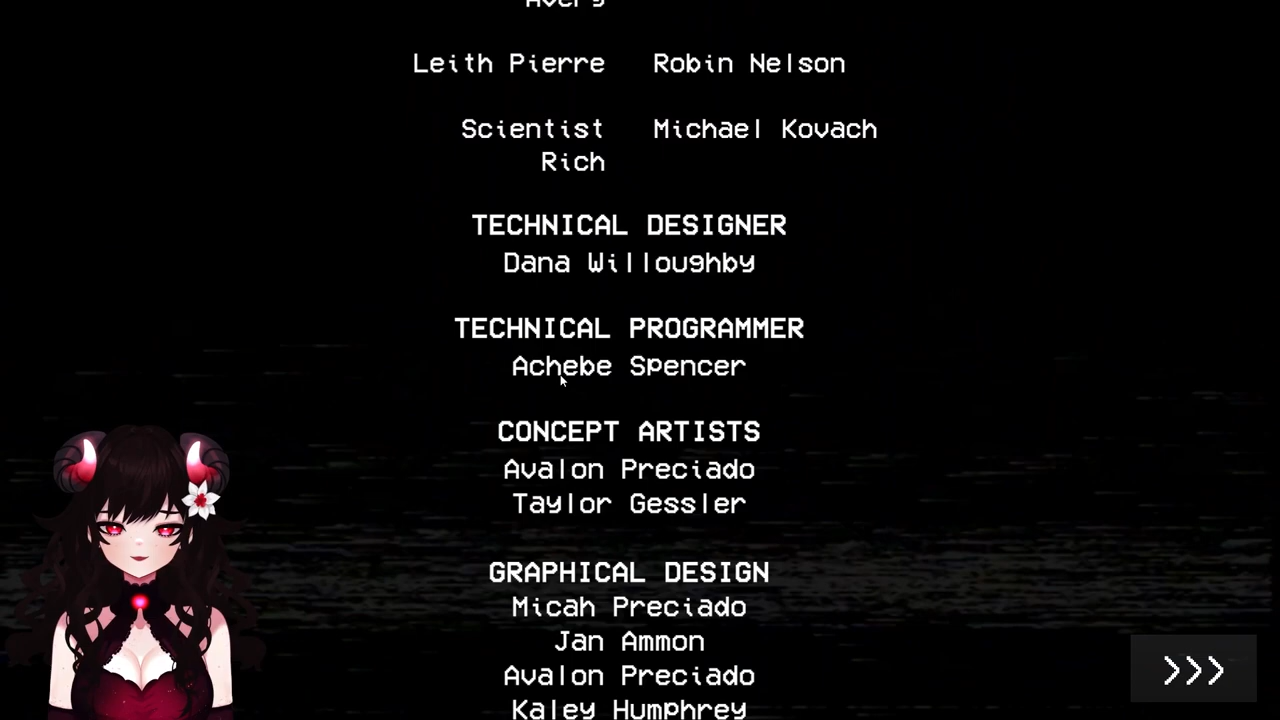 Avery
Leith Pierre Robin Nelson
Scientist Michael Kovach
Rich
TECHNICAL DESIGNER
Dana Willoughby
TECHNICAL PROGRAMMER
Achebe Spencer
CONCEPT ARTISTS
Avalon Preciado
Taylor Gessler
GRAPHICAL DESIGN
Micah Preciado
Jan Ammon
Avalon Preciado
Kaley Humphrey
>>>